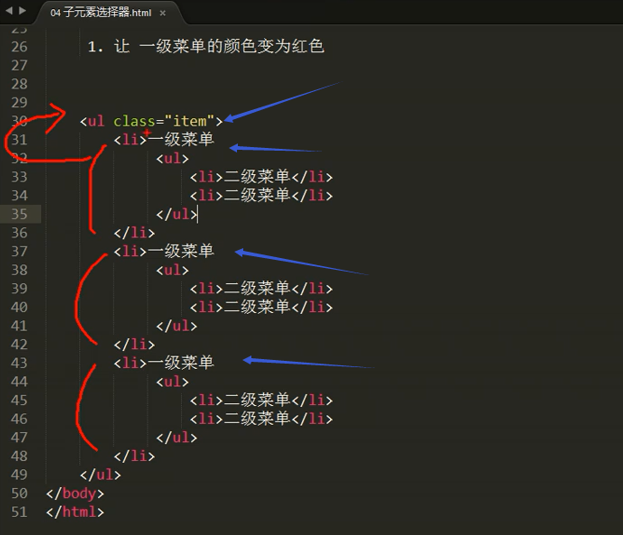 04 子元素选择器.html ×
25
26 1. 让 一级菜单的颜色变为红色
27
28
29
30 <ul class="item">
31 <li>一级菜单
32 <ul>
33 <li>二级菜单</li>
34 <li>二级菜单</li>
35 </ul>
36 </li>
37 <li>一级菜单
38 <ul>
39 <li>二级菜单</li>
40 <li>二级菜单</li>
41 </ul>
42 </li>
43 <li>一级菜单
44 <ul>
45 <li>二级菜单</li>
46 <li>二级菜单</li>
47 </ul>
48 </li>
49 </ul>
50 </body>
51 </html>